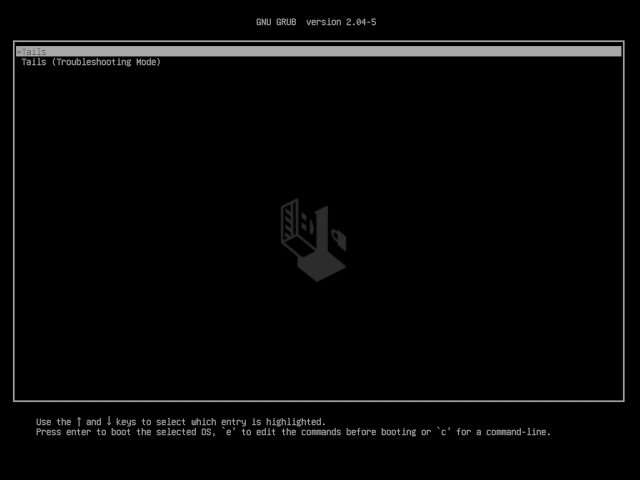 GNU GRUB  version 2.04-5
*Tails
Tails (Troubleshooting Mode)
Use the ↑ and ↓ keys to select which entry is highlighted.
Press enter to boot the selected OS, `e' to edit the commands before booting or `c' for a command-line.